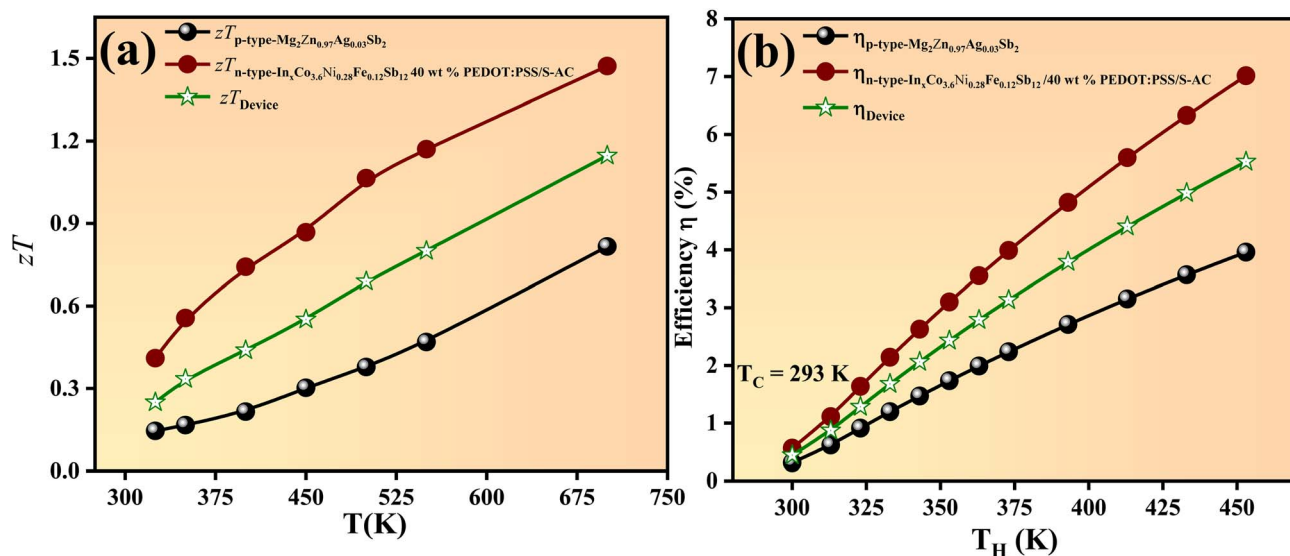 (a)
zTp-type-Mg2Zn0.97Ag0.03Sb2
zTn-type-InxCo3.6Ni0.28Fe0.12Sb12 40 wt % PEDOT:PSS/S-AC
zTDevice
1.5
1.2
0.9
0.6
0.3
0.0
zT
300 375 450 525 600 675 750
T(K)
(b)
ηp-type-Mg2Zn0.97Ag0.03Sb2
ηn-type-InxCo3.6Ni0.28Fe0.12Sb12 /40 wt % PEDOT:PSS/S-AC
ηDevice
8
7
6
5
4
3
2
1
0
Efficiency η (%)
TC = 293 K
300 325 350 375 400 425 450
TH (K)